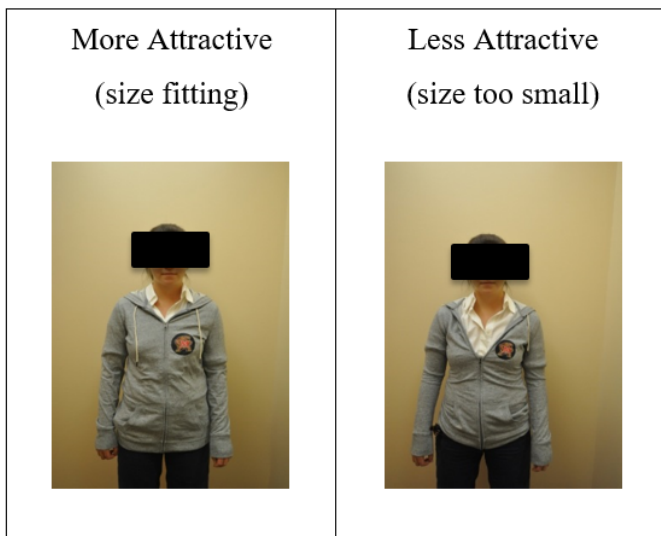 More Attractive
(size fitting)
Less Attractive
(size too small)